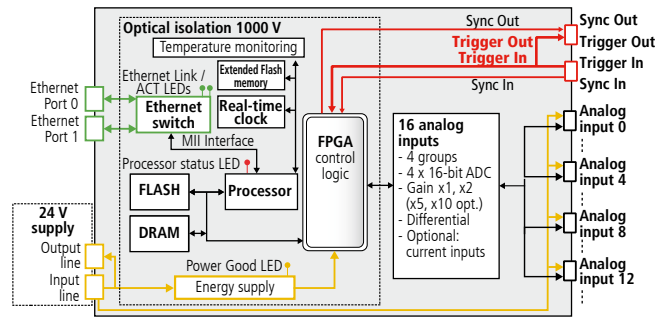 Optical isolation 1000 V
Temperature monitoring
Extended Flash
memory
Real-time
clock
Ethernet Link /
ACT LEDs
Ethernet
switch
Ethernet
Port 0
Ethernet
Port 1
MII Interface
Processor status LED
FLASH
Processor
DRAM
FPGA
control
logic
24 V
supply
Output
line
Input
line
Power Good LED
Energy supply
Sync Out
Trigger Out
Trigger In
Sync In
Sync Out
Trigger Out
Trigger In
Sync In
16 analog
inputs
- 4 groups
- 4 x 16-bit ADC
- Gain x1, x2
(x5, x10 opt.)
- Differential
- Optional:
current inputs
Analog
input 0
Analog
input 4
Analog
input 8
Analog
input 12